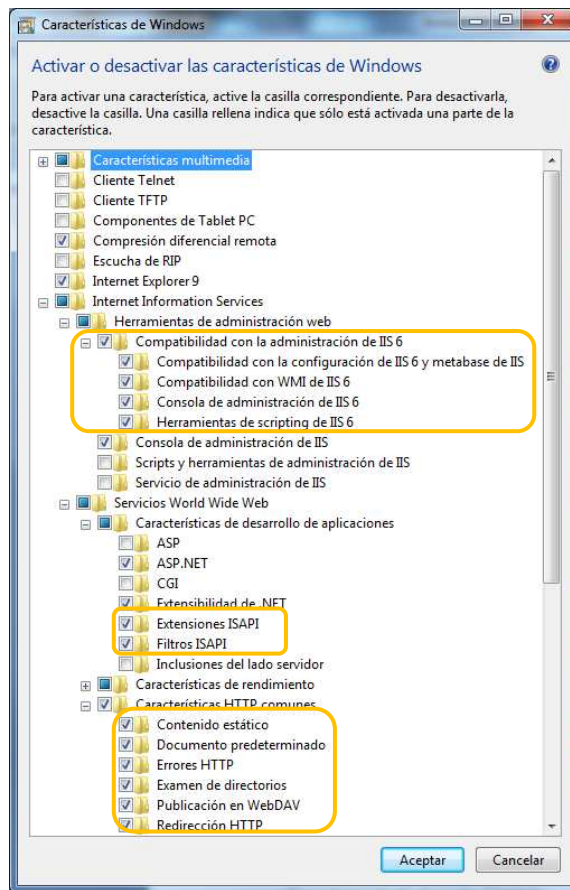 Características de Windows
Activar o desactivar las características de Windows
Para activar una característica, active la casilla correspondiente. Para desactivarla,
desactive la casilla. Una casilla rellena indica que sólo está activada una parte de la
característica.
Características multimedia
Cliente Telnet
Cliente TFTP
Componentes de Tablet PC
Compresión diferencial remota
Escucha de RIP
Internet Explorer 9
Internet Information Services
Herramientas de administración web
Compatibilidad con la administración de IIS 6
Compatibilidad con la configuración de IIS 6 y metabase de IIS
Compatibilidad con WMI de IIS 6
Consola de administración de IIS 6
Herramientas de scripting de IIS 6
Consola de administración de IIS
Scripts y herramientas de administración de IIS
Servicio de administración de IIS
Servicios World Wide Web
Características de desarrollo de aplicaciones
ASP
ASP.NET
CGI
Extensibilidad de .NET
Extensiones ISAPI
Filtros ISAPI
Inclusiones del lado servidor
Características de rendimiento
Características HTTP comunes
Contenido estático
Documento predeterminado
Errores HTTP
Examen de directorios
Publicación en WebDAV
Redirección HTTP
Aceptar Cancelar